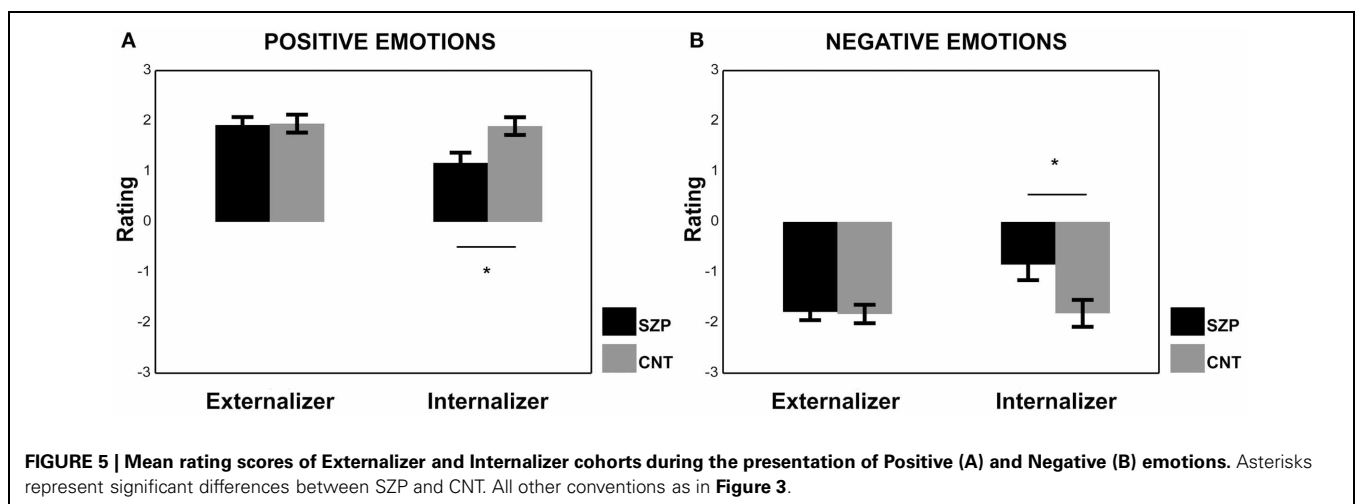 A POSITIVE EMOTIONS
3
2
1
0
-1
-2
-3
Rating
*
SZP
CNT
Externalizer Internalizer
B NEGATIVE EMOTIONS
3
2
1
0
-1
-2
-3
Rating
*
SZP
CNT
Externalizer Internalizer
FIGURE 5 | Mean rating scores of Externalizer and Internalizer cohorts during the presentation of Positive (A) and Negative (B) emotions. Asterisks
represent significant differences between SZP and CNT. All other conventions as in Figure 3.